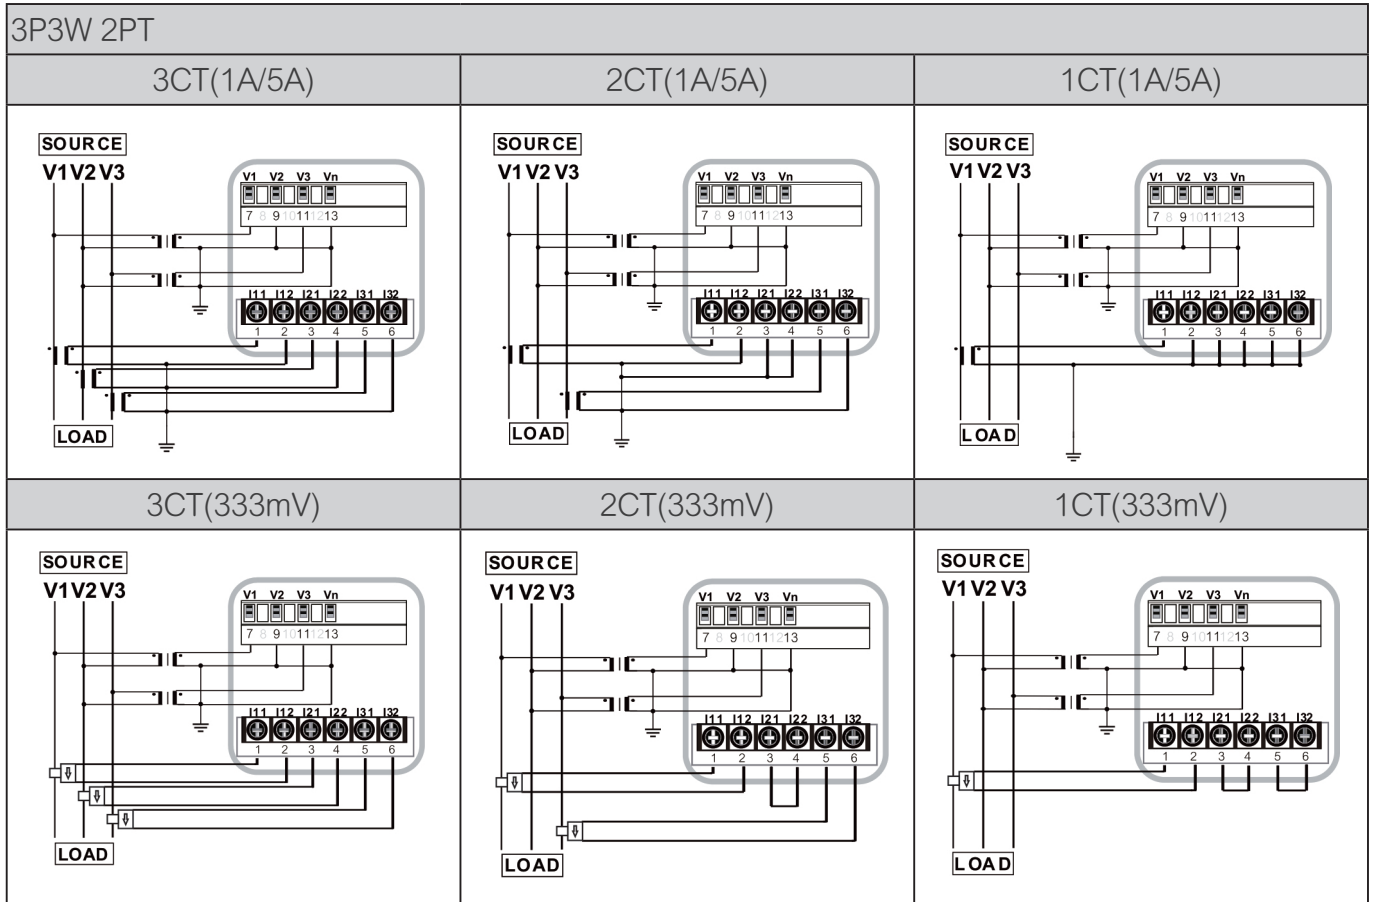 3P3W 2PT
3CT(1A/5A)
2CT(1A/5A)
1CT(1A/5A)
SOURCE
V1 V2 V3
V1 V2 V3 Vn
7 8 9 10 11 12 13
I11 I12 I21 I22 I31 I32
1 2 3 4 5 6
LOAD
SOURCE
V1 V2 V3
V1 V2 V3 Vn
7 8 9 10 11 12 13
I11 I12 I21 I22 I31 I32
1 2 3 4 5 6
LOAD
SOURCE
V1 V2 V3
V1 V2 V3 Vn
7 8 9 10 11 12 13
I11 I12 I21 I22 I31 I32
1 2 3 4 5 6
LOAD
3CT(333mV)
2CT(333mV)
1CT(333mV)
SOURCE
V1 V2 V3
V1 V2 V3 Vn
7 8 9 10 11 12 13
I11 I12 I21 I22 I31 I32
1 2 3 4 5 6
LOAD
SOURCE
V1 V2 V3
V1 V2 V3 Vn
7 8 9 10 11 12 13
I11 I12 I21 I22 I31 I32
1 2 3 4 5 6
LOAD
SOURCE
V1 V2 V3
V1 V2 V3 Vn
7 8 9 10 11 12 13
I11 I12 I21 I22 I31 I32
1 2 3 4 5 6
LOAD